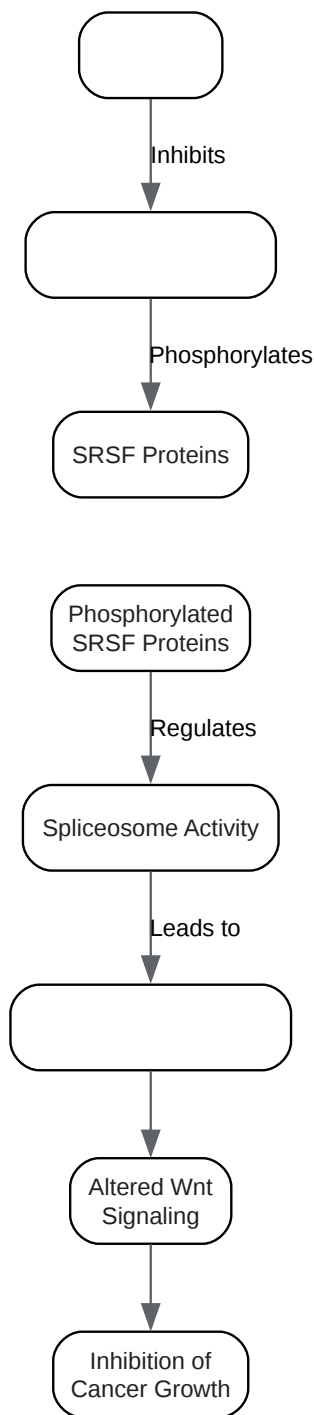 Inhibits
Phosphorylates
SRSF Proteins
Phosphorylated
SRSF Proteins
Regulates
Spliceosome Activity
Leads to
Altered Wnt
Signaling
Inhibition of
Cancer Growth